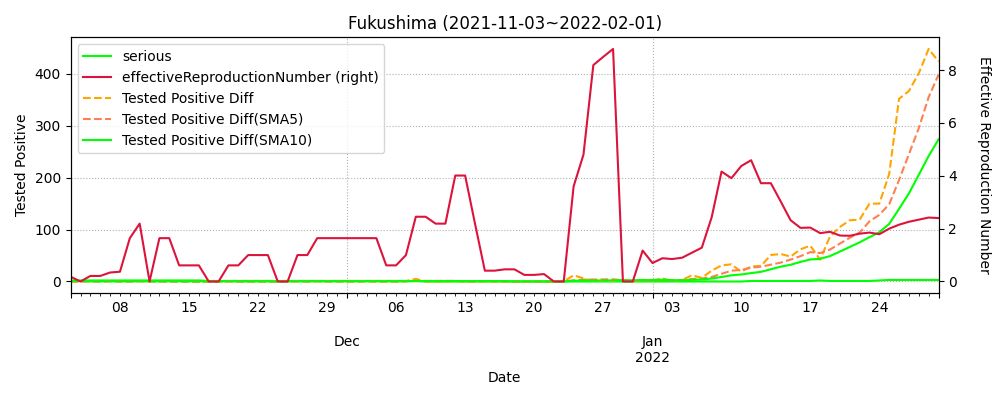 Fukushima (2021-11-03~2022-02-01)
serious
effectiveReproductionNumber (right)
Tested Positive Diff
Tested Positive Diff(SMA5)
Tested Positive Diff(SMA10)
Tested Positive
400
300
200
100
0
8
6
4
2
0
Effective Reproduction Number
08 15 22 29 06 13 20 27 03 10 17 24
Dec Jan
2022
Date